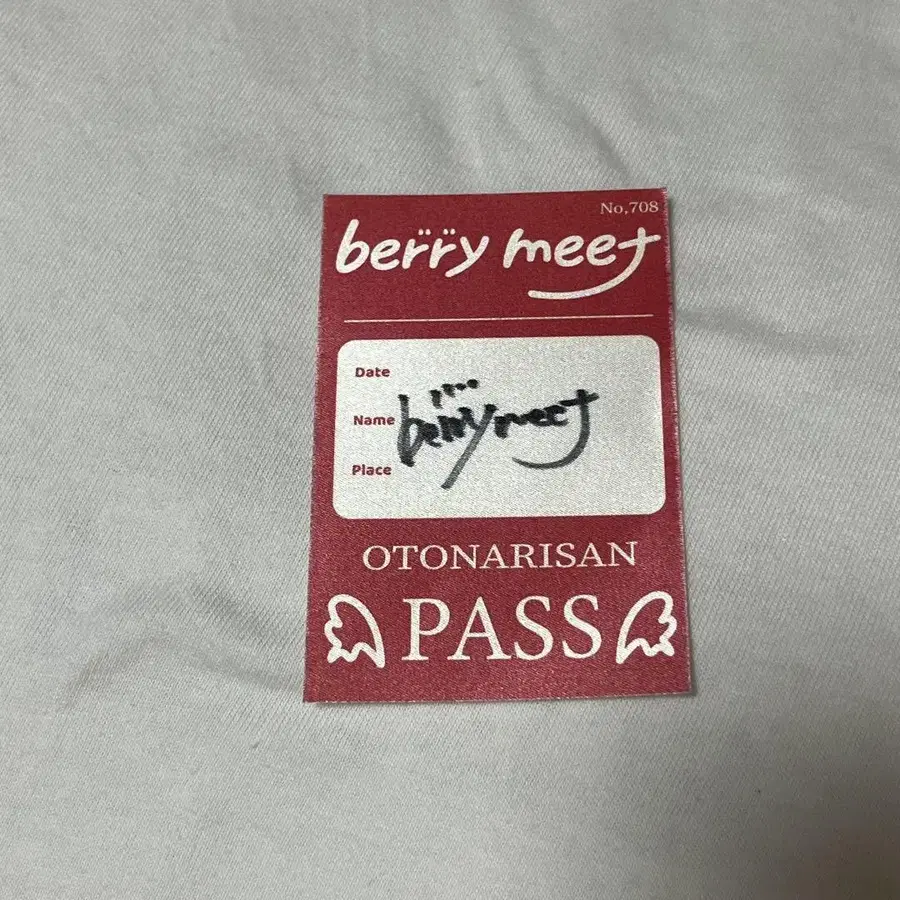 No,708
berry meet
Date
Name berry meet
Place
OTONARISAN
PASS